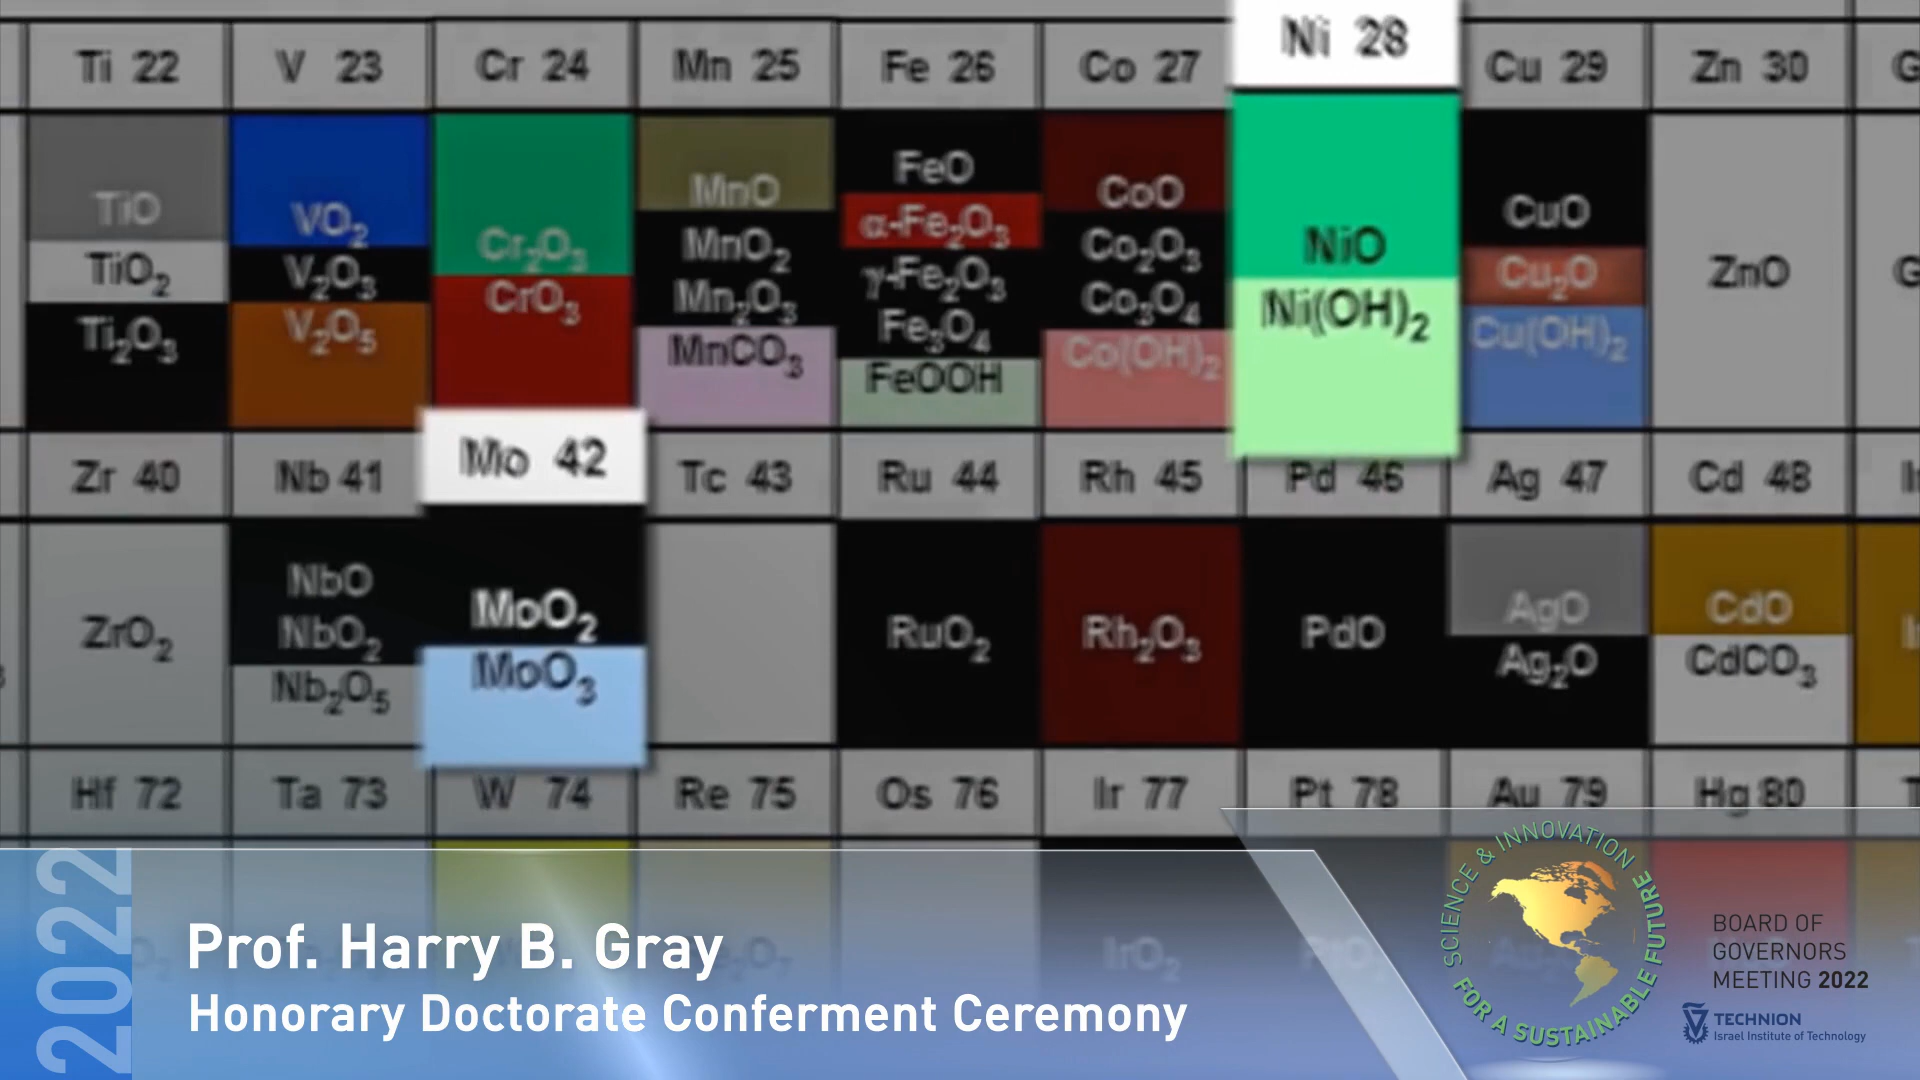 Ti 22 V 23 Cr 24 Mn 25 Fe 26 Co 27 Ni 28 Cu 29 Zn 30 G
TiO
TiO₂
Ti₂O₃
VO₂
V₂O₃
V₂O₅
Cr₂O₃
CrO₃
MnO
MnO₂
Mn₂O₃
MnCO₃
FeO
α-Fe₂O₃
γ-Fe₂O₃
Fe₃O₄
FeOOH
CoO
Co₂O₃
Co₃O₄
Co(OH)₂
NiO
Ni(OH)₂
CuO
Cu₂O
Cu(OH)₂
ZnO
G
Zr 40 Nb 41 Mo 42 Tc 43 Ru 44 Rh 45 Pd 46 Ag 47 Cd 48
ZrO₂
NbO
NbO₂
Nb₂O₅
MoO₂
MoO₃
RuO₂
Rh₂O₃
PdO
AgO
Ag₂O
CdO
CdCO₃
Hf 72 Ta 73 W 74 Re 75 Os 76 Ir 77 Pt 78 Au 79 Hg 80
IrO₂
2022
Prof. Harry B. Gray
Honorary Doctorate Conferment Ceremony
SCIENCE & INNOVATION
FOR A SUSTAINABLE FUTURE
BOARD OF
GOVERNORS
MEETING 2022
TECHNION
Israel Institute of Technology